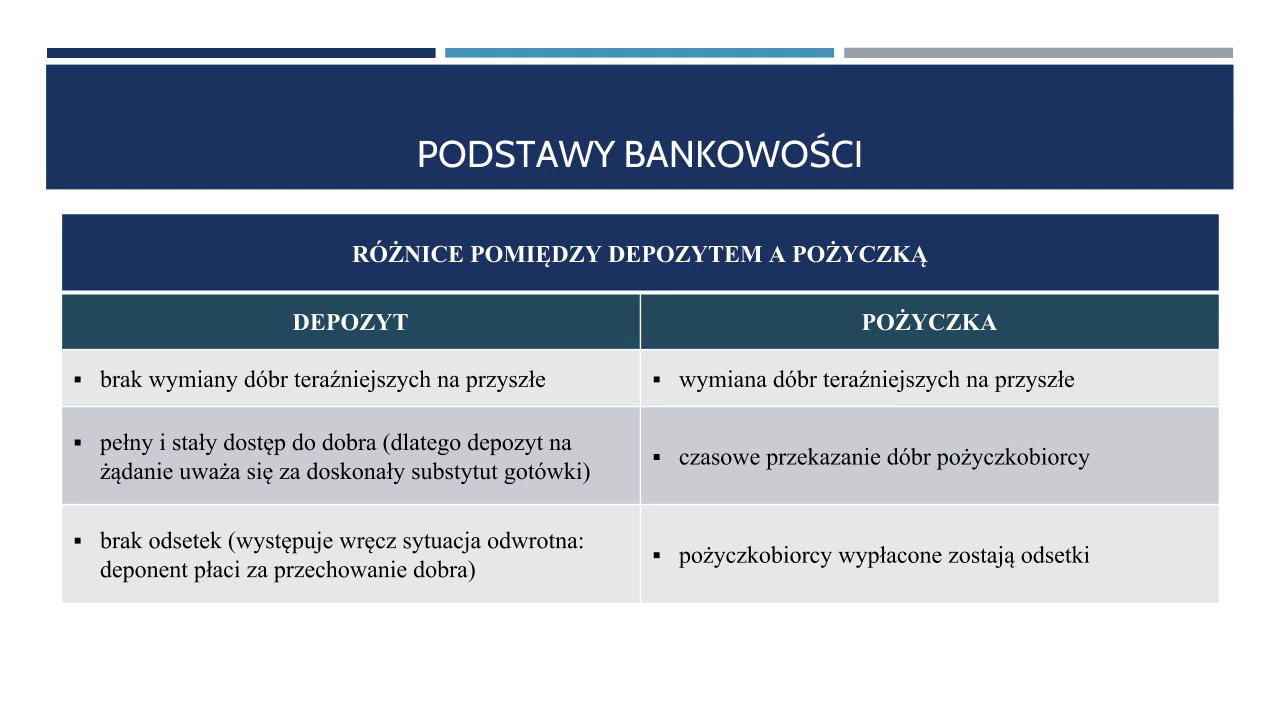 PODSTAWY BANKOWOŚCI
RÓŻNICE POMIĘDZY DEPOZYTEM A POŻYCZKĄ
DEPOZYT
POŻYCZKA
▪ brak wymiany dóbr teraźniejszych na przyszłe
▪ wymiana dóbr teraźniejszych na przyszłe
▪ pełny i stały dostęp do dobra (dlatego depozyt na
żądanie uważa się za doskonały substytut gotówki)
▪ czasowe przekazanie dóbr pożyczkobiorcy
▪ brak odsetek (występuje wręcz sytuacja odwrotna:
deponent płaci za przechowanie dobra)
▪ pożyczkobiorcy wypłacone zostają odsetki